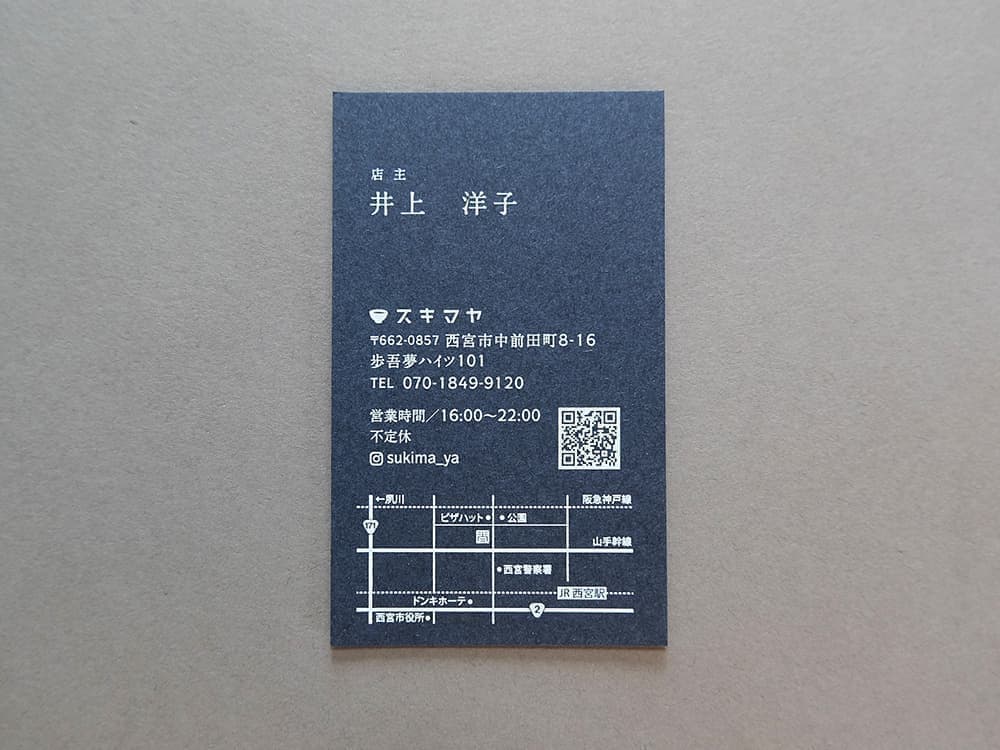 店主
井上　洋子
スキマヤ
〒662-0857 西宮市中前田町8-16
歩吾夢ハイツ101
TEL 070-1849-9120
営業時間／16:00〜22:00
不定休
sukima_ya
←夙川
阪急神戸線
171
ピザハット
公園
間
山手幹線
西宮警察署
JR 西宮駅
ドンキホーテ
2
西宮市役所